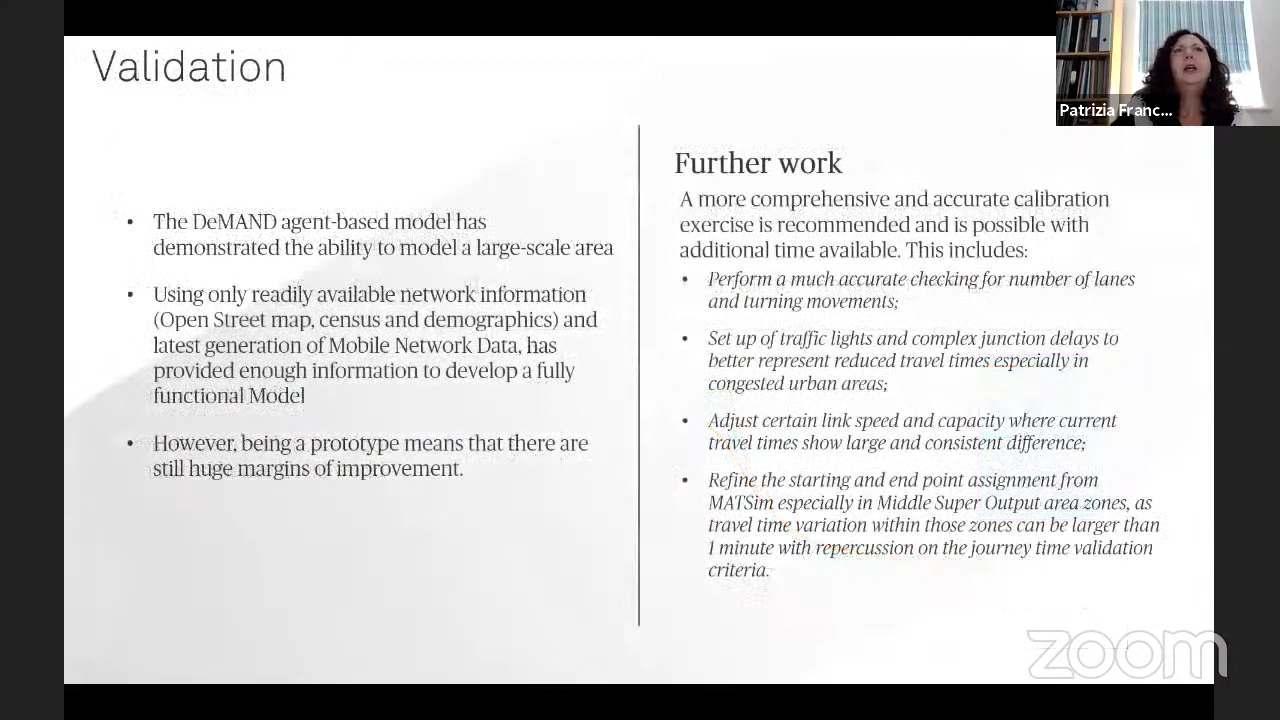 Validation
Patrizia Franc...
• The DeMAND agent-based model has
demonstrated the ability to model a large-scale area
• Using only readily available network information
(Open Street map, census and demographics) and
latest generation of Mobile Network Data, has
provided enough information to develop a fully
functional Model
• However, being a prototype means that there are
still huge margins of improvement.
Further work
A more comprehensive and accurate calibration
exercise is recommended and is possible with
additional time available. This includes:
• Perform a much accurate checking for number of lanes
and turning movements;
• Set up of traffic lights and complex junction delays to
better represent reduced travel times especially in
congested urban areas;
• Adjust certain link speed and capacity where current
travel times show large and consistent difference;
• Refine the starting and end point assignment from
MATSim especially in Middle Super Output area zones, as
travel time variation within those zones can be larger than
1 minute with repercussion on the journey time validation
criteria.
zoom